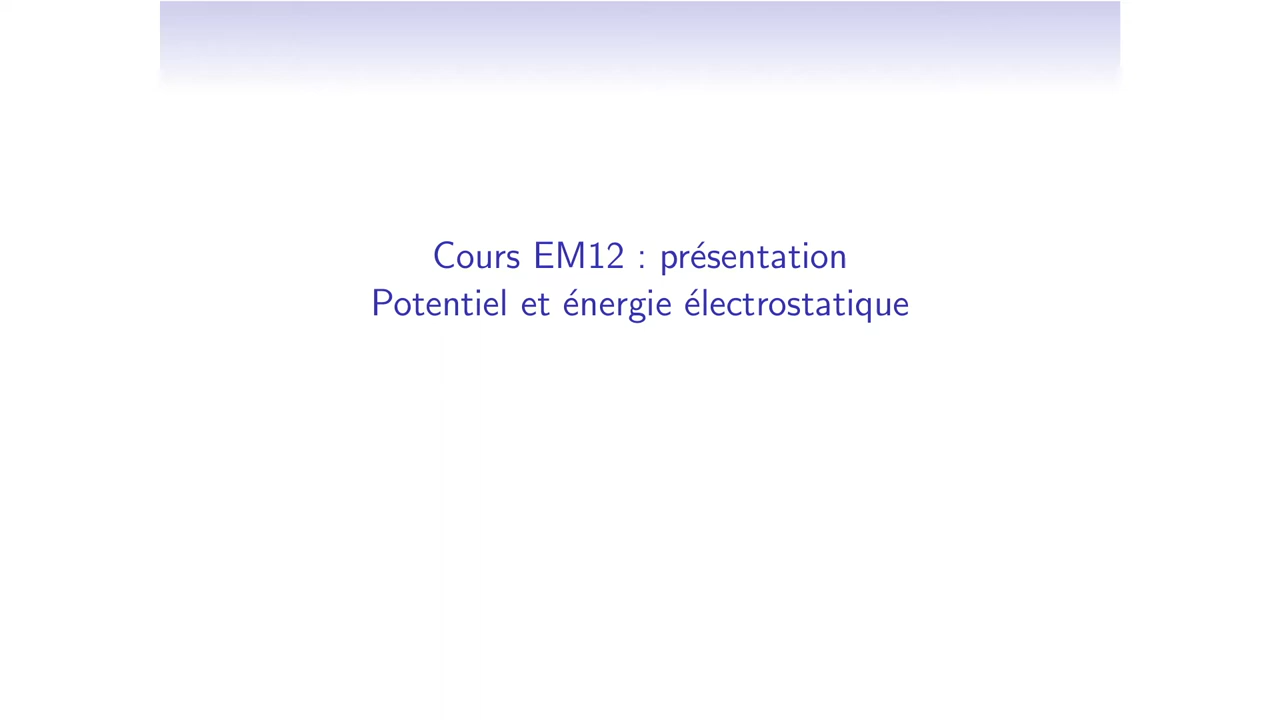 Cours EM12 : présentation
Potentiel et énergie électrostatique